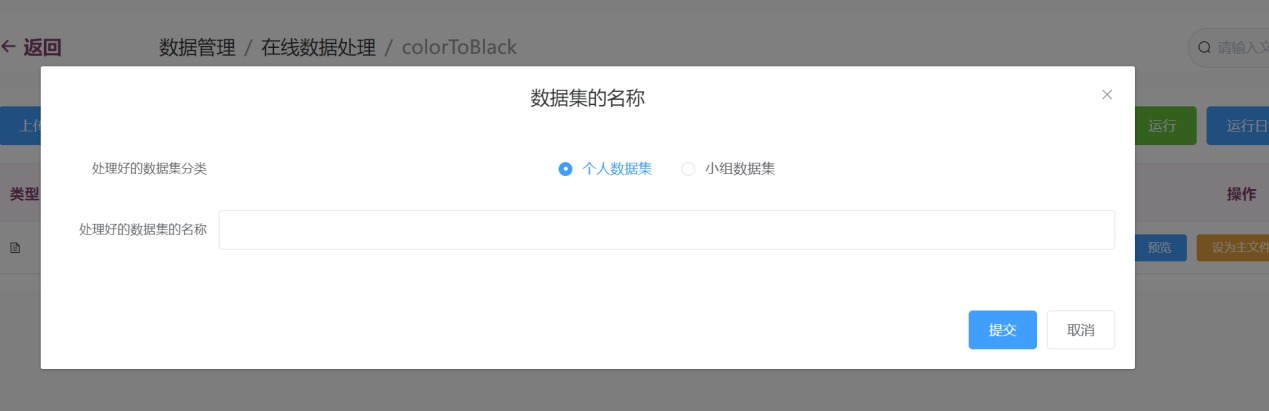 ← 返回
数据管理 / 在线数据处理 / colorToBlack
请输入文
数据集的名称
上传
运行
运行日
处理好的数据集分类
个人数据集
小组数据集
类型
操作
处理好的数据集的名称
预览
设为主文件
提交
取消